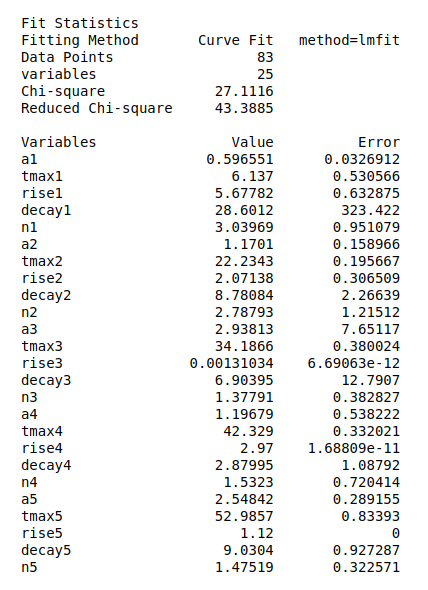 Fit Statistics
Fitting Method Curve Fit method=lmfit
Data Points 83
variables 25
Chi-square 27.1116
Reduced Chi-square 43.3885
Variables Value Error
a1 0.596551 0.0326912
tmax1 6.137 0.530566
rise1 5.67782 0.632875
decay1 28.6012 323.422
n1 3.03969 0.951079
a2 1.1701 0.158966
tmax2 22.2343 0.195667
rise2 2.07138 0.306509
decay2 8.78084 2.26639
n2 2.78793 1.21512
a3 2.93813 7.65117
tmax3 34.1866 0.380024
rise3 0.00131034 6.69063e-12
decay3 6.90395 12.7907
n3 1.37791 0.382827
a4 1.19679 0.538222
tmax4 42.329 0.332021
rise4 2.97 1.68809e-11
decay4 2.87995 1.08792
n4 1.5323 0.720414
a5 2.54842 0.289155
tmax5 52.9857 0.83393
rise5 1.12 0
decay5 9.0304 0.927287
n5 1.47519 0.322571